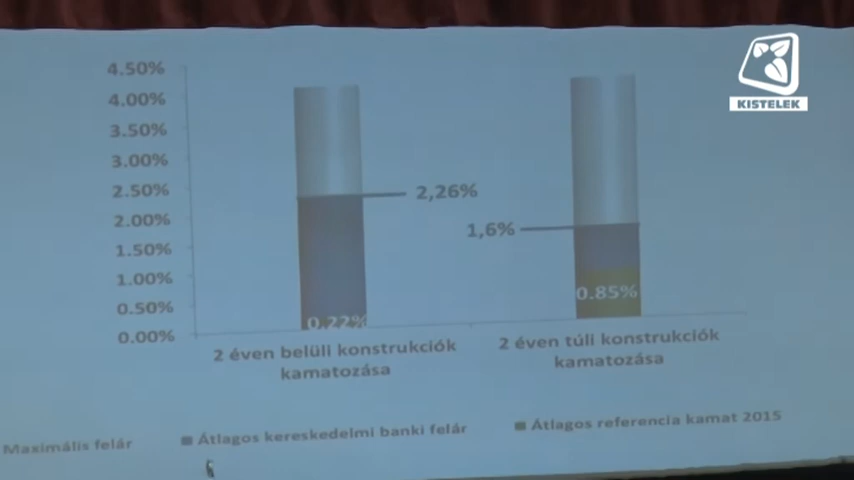 KISTELEK
4.50%
4.00%
3.50%
3.00%
2.50%
2.00%
1.50%
1.00%
0.50%
0.00%
2,26%
1,6%
0.22%
0.85%
2 éven belüli konstrukciók
kamatozása
2 éven túli konstrukciók
kamatozása
Maximális felár
Átlagos kereskedelmi banki felár
Átlagos referencia kamat 2015